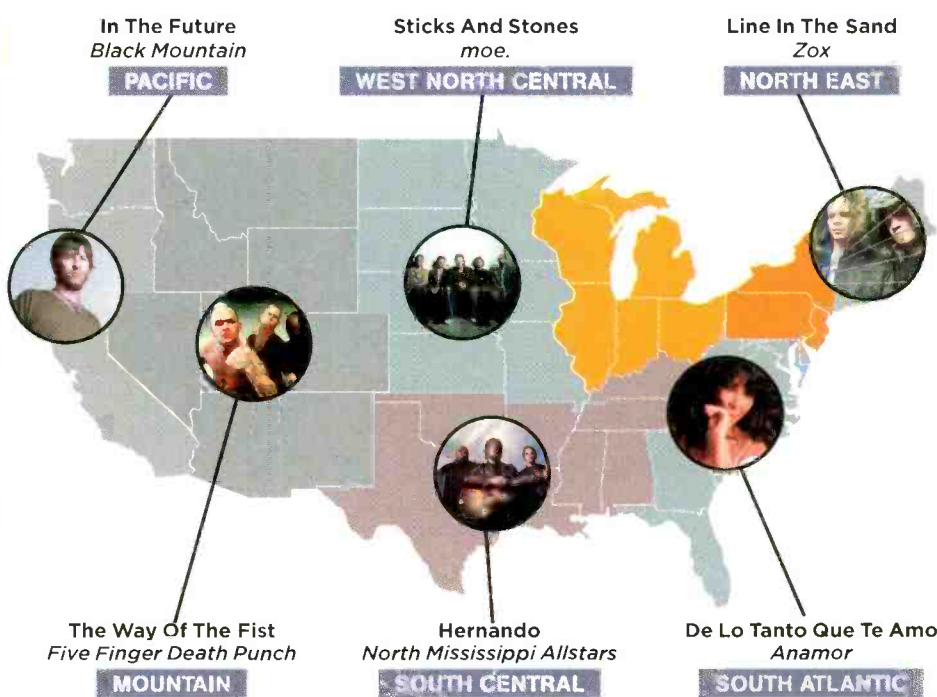 In The Future
Black Mountain
PACIFIC
Sticks And Stones
moe.
WEST NORTH CENTRAL
Line In The Sand
Zox
NORTH EAST
The Way Of The Fist
Five Finger Death Punch
MOUNTAIN
Hernando
North Mississippi Allstars
SOUTH CENTRAL
De Lo Tanto Que Te Amo
Anamor
SOUTH ATLANTIC